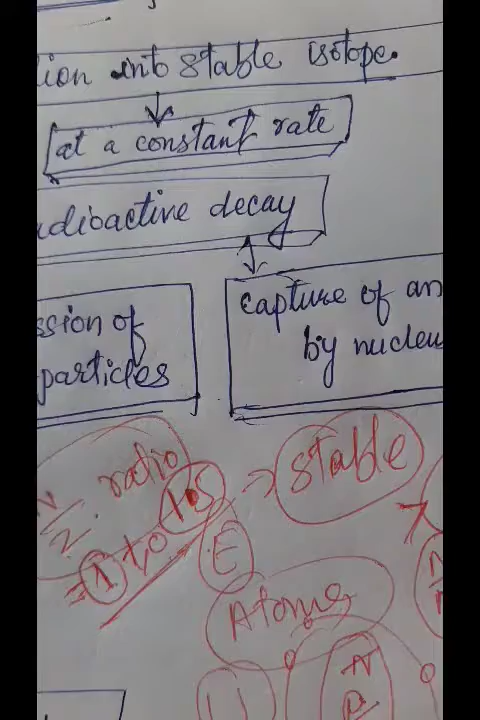 ion into stable isotope.
at a constant rate
dioactive decay
ssion of
particles
capture of an
by nucleu
N/Z ratio
= 1 to 1.5 → stable
E
Atoms
N
P